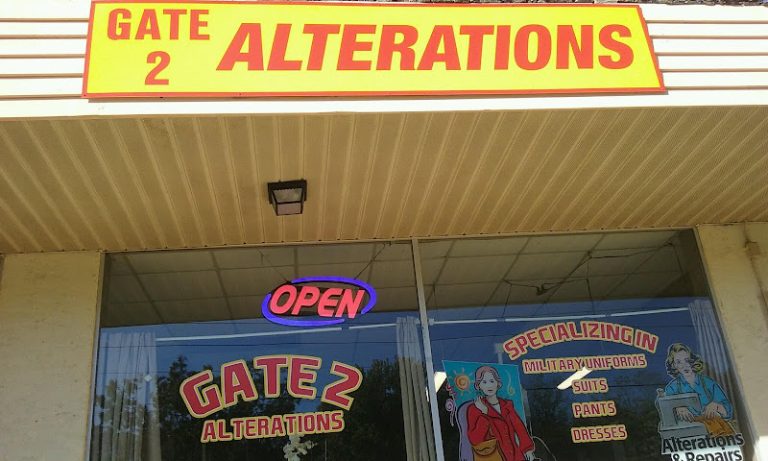 GATE
2
ALTERATIONS
OPEN
GATE 2
ALTERATIONS
SPECIALIZING IN
MILITARY UNIFORMS
SUITS
PANTS
DRESSES
Alterations
& Repairs